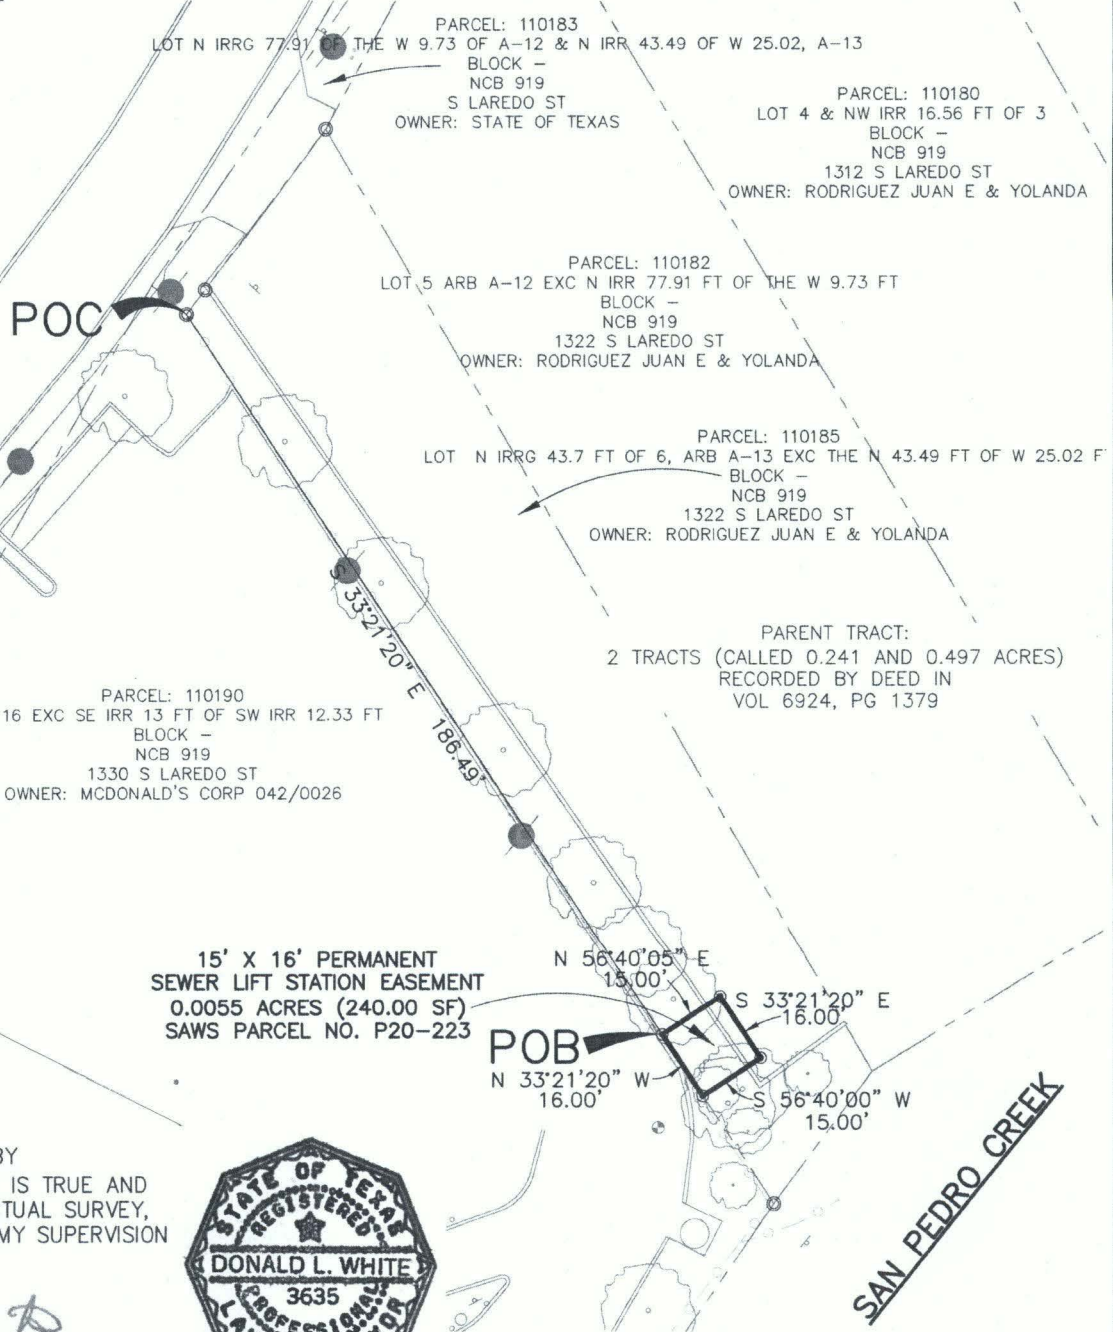 PARCEL: 110183
LOT N IRRG 77.91 OF THE W 9.73 OF A-12 & N IRR 43.49 OF W 25.02, A-13
BLOCK -
NCB 919
S LAREDO ST
OWNER: STATE OF TEXAS
PARCEL: 110180
LOT 4 & NW IRR 16.56 FT OF 3
BLOCK -
NCB 919
1312 S LAREDO ST
OWNER: RODRIGUEZ JUAN E & YOLANDA
PARCEL: 110182
LOT 5 ARB A-12 EXC N IRR 77.91 FT OF THE W 9.73 FT
BLOCK -
NCB 919
1322 S LAREDO ST
OWNER: RODRIGUEZ JUAN E & YOLANDA
POC
PARCEL: 110185
LOT N IRRG 43.7 FT OF 6, ARB A-13 EXC THE N 43.49 FT OF W 25.02 F
BLOCK -
NCB 919
1322 S LAREDO ST
OWNER: RODRIGUEZ JUAN E & YOLANDA
S 33°21'20" E 186.49'
PARENT TRACT:
2 TRACTS (CALLED 0.241 AND 0.497 ACRES)
RECORDED BY DEED IN
VOL 6924, PG 1379
PARCEL: 110190
16 EXC SE IRR 13 FT OF SW IRR 12.33 FT
BLOCK -
NCB 919
1330 S LAREDO ST
OWNER: MCDONALD'S CORP 042/0026
15' X 16' PERMANENT
SEWER LIFT STATION EASEMENT
0.0055 ACRES (240.00 SF)
SAWS PARCEL NO. P20-223
N 56°40'05" E
15.00'
S 33°21'20" E
16.00'
POB
N 33°21'20" W
16.00'
S 56°40'00" W
15.00'
SAN PEDRO CREEK
BY
IS TRUE AND
TUAL SURVEY,
MY SUPERVISION
STATE OF TEXAS
REGISTERED
DONALD L. WHITE
3635
PROFESSIONAL